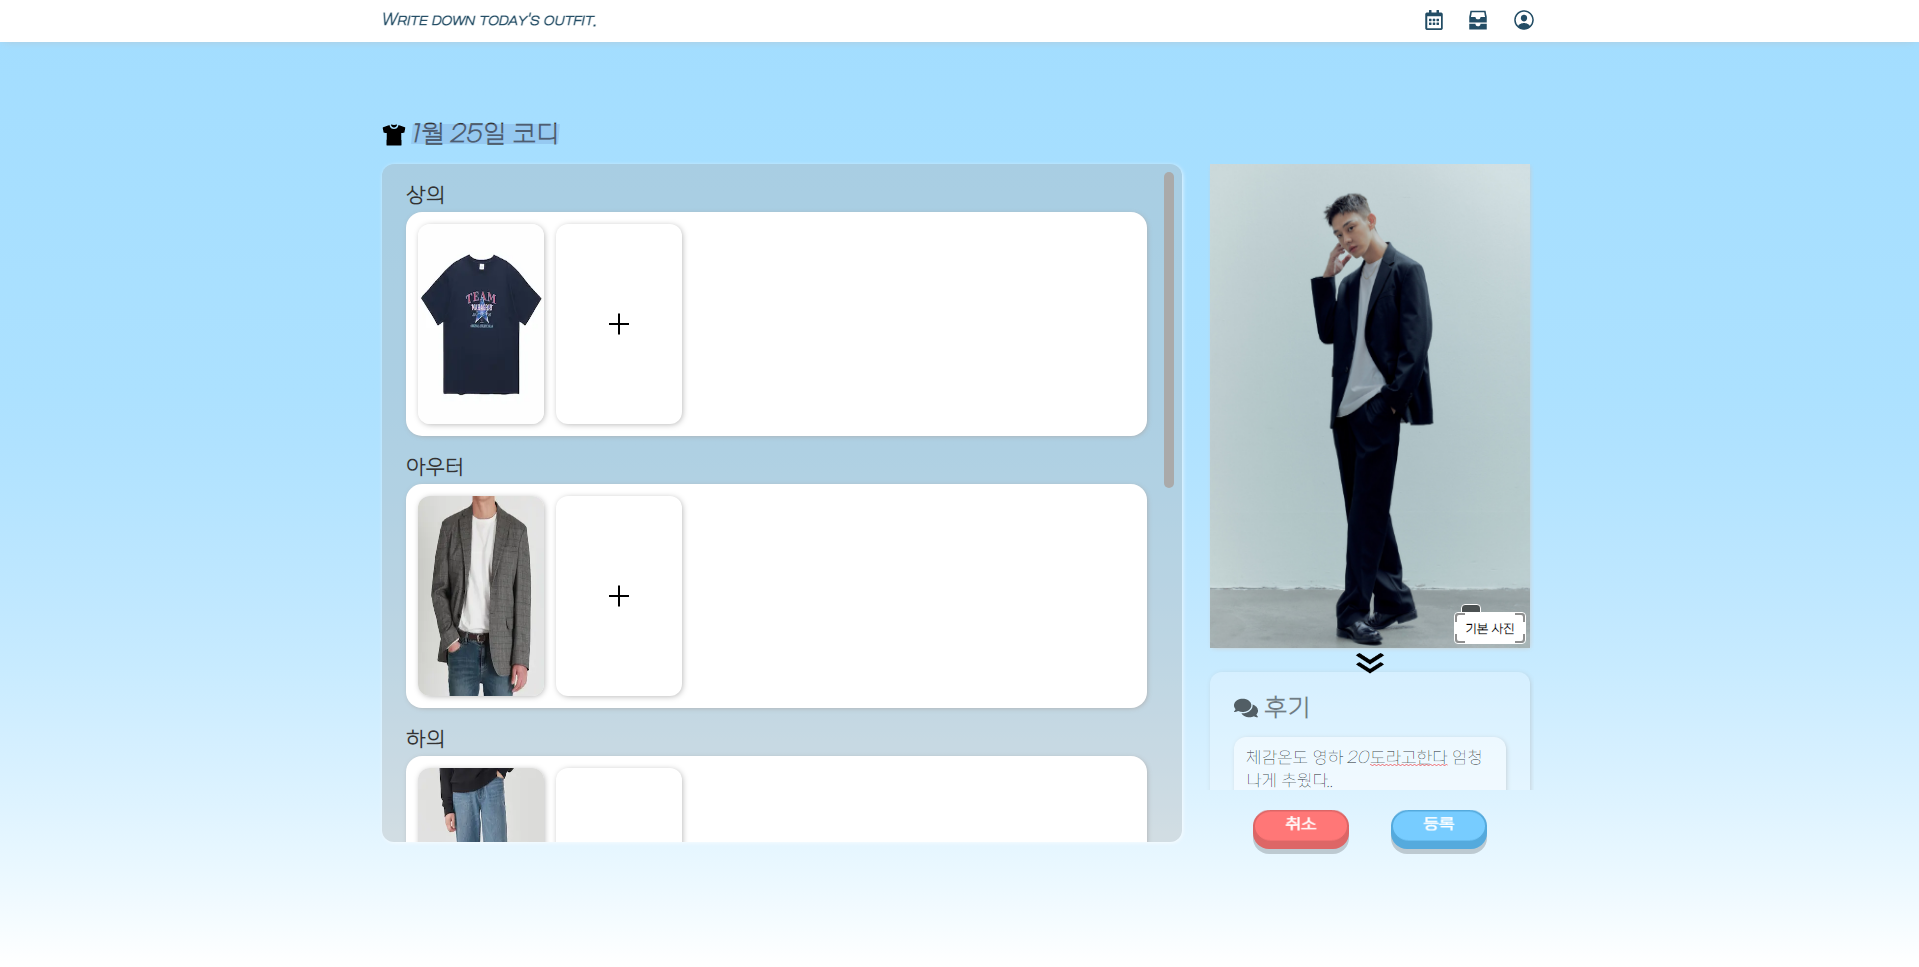 WRITE DOWN TODAY'S OUTFIT.
1월 25일 코디
상의
TEAM
아우터
하의
기본 사진
후기
체감온도 영하 20도라고한다 엄청
나게 추웠다..
취소
등록